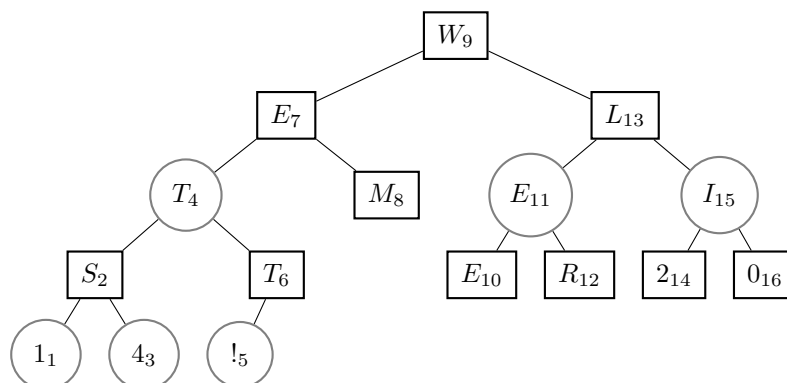 W₉
E₇ L₁₃
T₄ M₈ E₁₁ I₁₅
S₂ T₆ E₁₀ R₁₂ 2₁₄ 0₁₆
1₁ 4₃ !₅